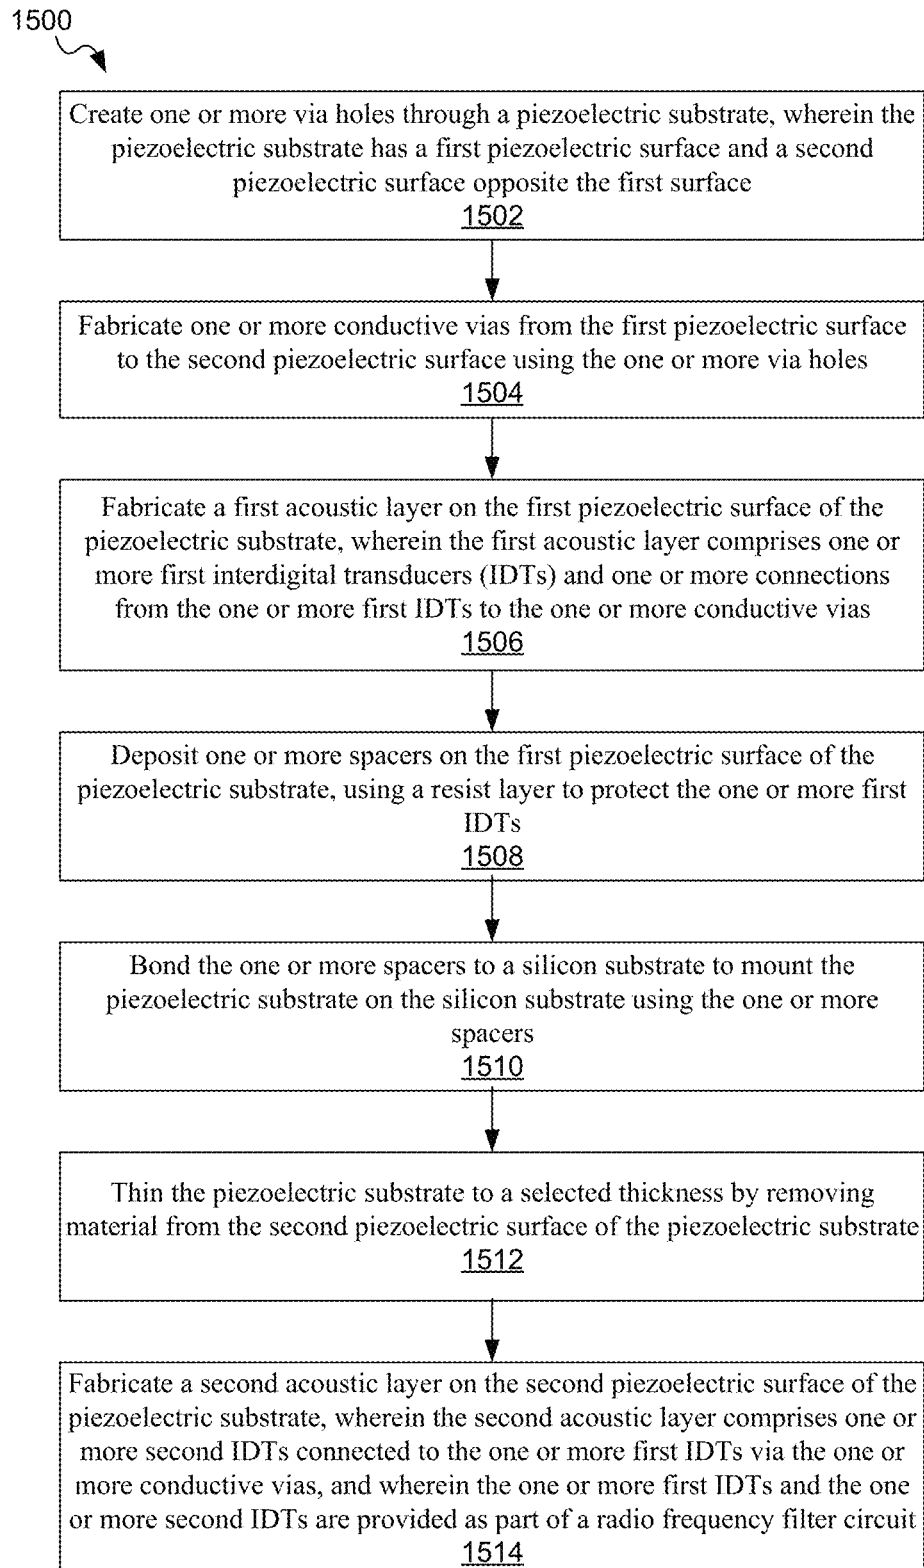 1500
Create one or more via holes through a piezoelectric substrate, wherein the
piezoelectric substrate has a first piezoelectric surface and a second
piezoelectric surface opposite the first surface
1502
Fabricate one or more conductive vias from the first piezoelectric surface
to the second piezoelectric surface using the one or more via holes
1504
Fabricate a first acoustic layer on the first piezoelectric surface of the
piezoelectric substrate, wherein the first acoustic layer comprises one or
more first interdigital transducers (IDTs) and one or more connections
from the one or more first IDTs to the one or more conductive vias
1506
Deposit one or more spacers on the first piezoelectric surface of the
piezoelectric substrate, using a resist layer to protect the one or more first
IDTs
1508
Bond the one or more spacers to a silicon substrate to mount the
piezoelectric substrate on the silicon substrate using the one or more
spacers
1510
Thin the piezoelectric substrate to a selected thickness by removing
material from the second piezoelectric surface of the piezoelectric substrate
1512
Fabricate a second acoustic layer on the second piezoelectric surface of the
piezoelectric substrate, wherein the second acoustic layer comprises one or
more second IDTs connected to the one or more first IDTs via the one or
more conductive vias, and wherein the one or more first IDTs and the one
or more second IDTs are provided as part of a radio frequency filter circuit
1514